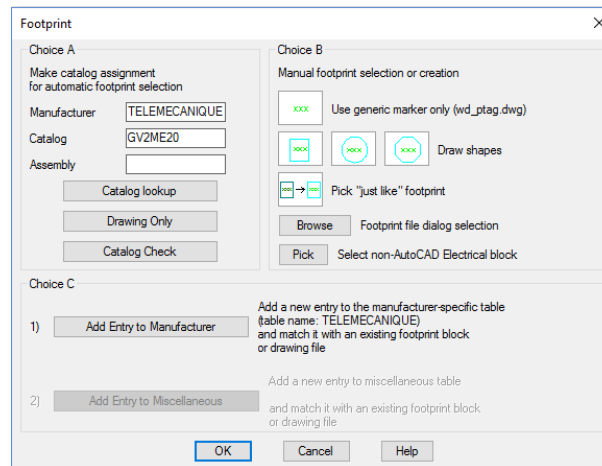 Footprint
Choice A
Make catalog assignment
for automatic footprint selection
Manufacturer TELEMECANIQUE
Catalog GV2ME20
Assembly
Catalog lookup
Drawing Only
Catalog Check
Choice B
Manual footprint selection or creation
xxx Use generic marker only (wd_ptag.dwg)
xxx xxx xxx Draw shapes
xxx xxx Pick "just like" footprint
Browse Footprint file dialog selection
Pick Select non-AutoCAD Electrical block
Choice C
1) Add Entry to Manufacturer
Add a new entry to the manufacturer-specific table
(table name: TELEMECANIQUE)
and match it with an existing footprint block
or drawing file
2) Add Entry to Miscellaneous
Add a new entry to miscellaneous table
and match it with an existing footprint block
or drawing file
OK Cancel Help